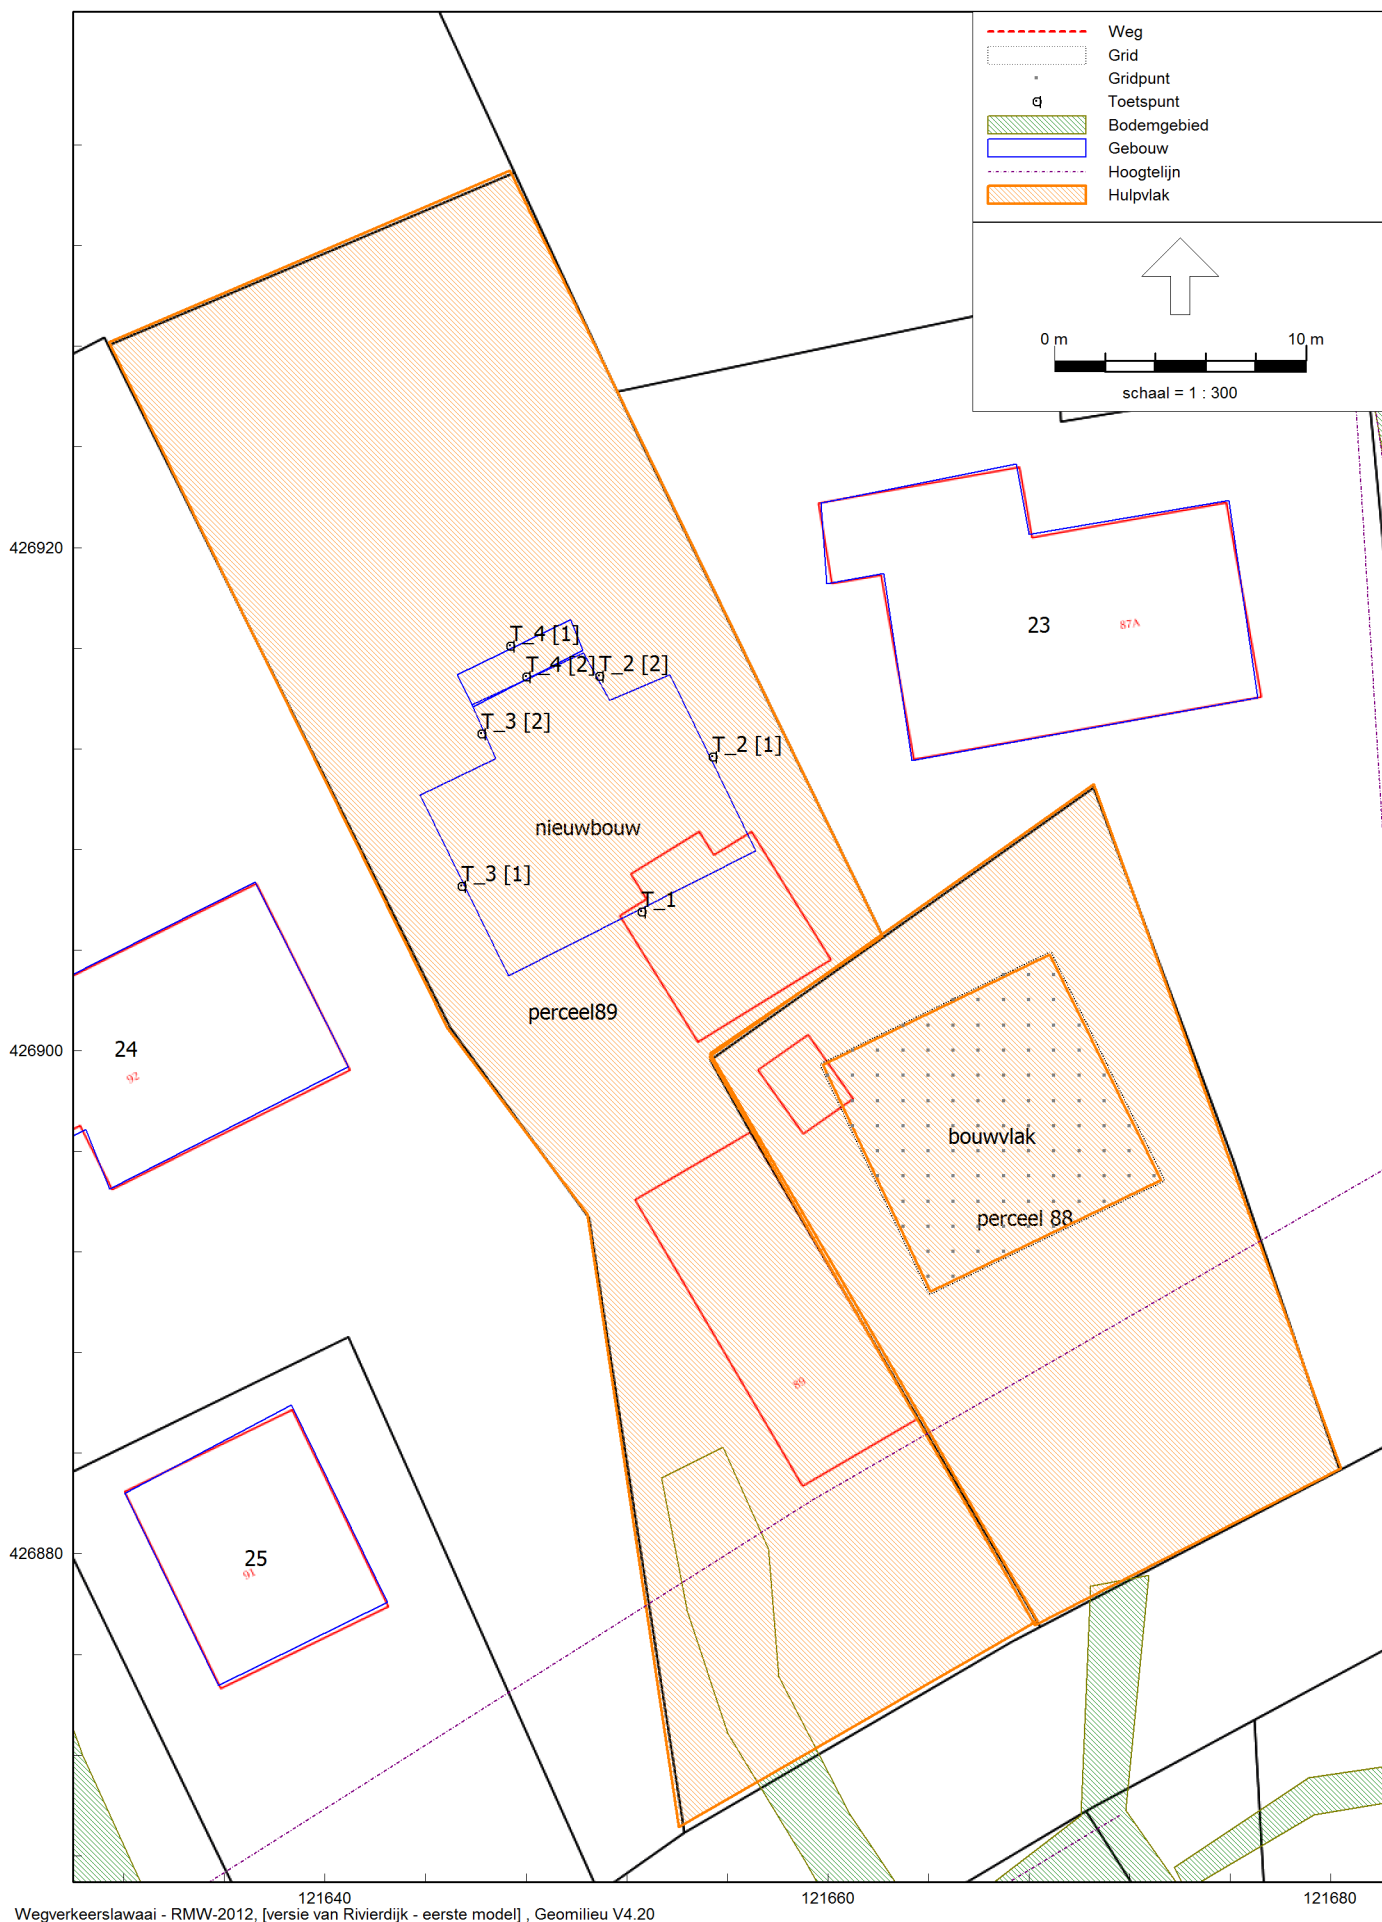 Weg
Grid
Gridpunt
Toetspunt
Bodemgebied
Gebouw
Hoogtelijn
Hulpvlak
0 m 10 m
schaal = 1 : 300
426920
23 87A
T_4 [1]
T_4 [2] T_2 [2]
T_3 [2]
T_2 [1]
nieuwbouw
T_3 [1]
T_1
perceel89
24
426900
92
bouwvlak
perceel 88
89
426880
25
91
121640 121660 121680
Wegverkeerslawaai - RMW-2012, [versie van Rivierdijk - eerste model] , Geomilieu V4.20